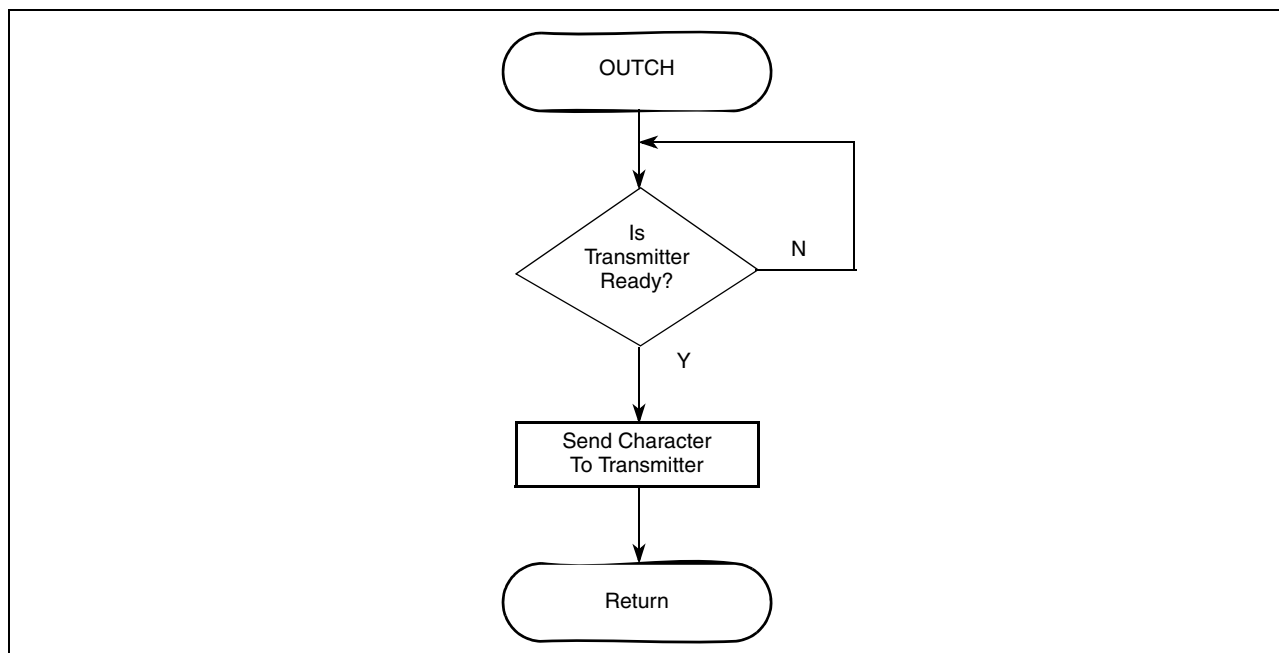 OUTCH
Is
Transmitter
Ready?
N
Y
Send Character
To Transmitter
Return